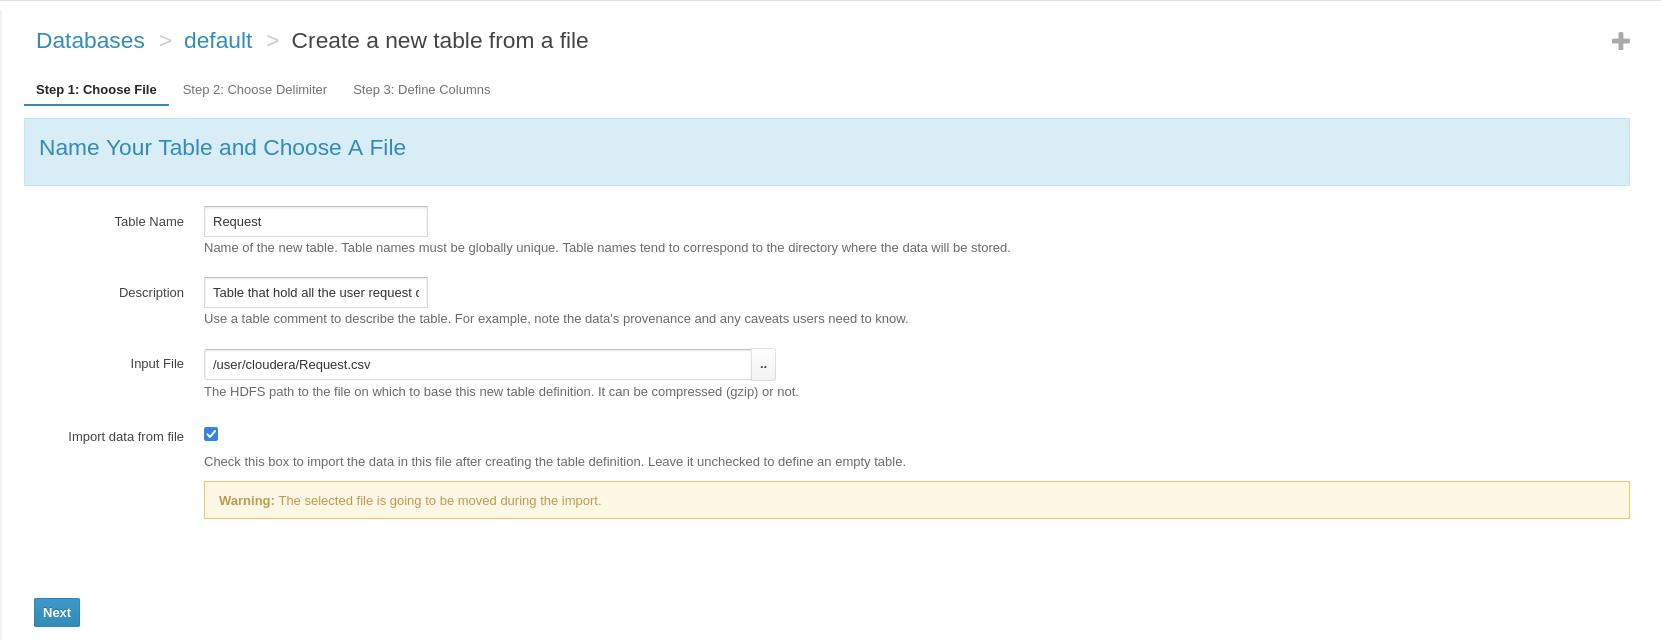 Databases > default > Create a new table from a file
Step 1: Choose File Step 2: Choose Delimiter Step 3: Define Columns
Name Your Table and Choose A File
Table Name Request
Name of the new table. Table names must be globally unique. Table names tend to correspond to the directory where the data will be stored.
Description Table that hold all the user request
Use a table comment to describe the table. For example, note the data's provenance and any caveats users need to know.
Input File /user/cloudera/Request.csv ..
The HDFS path to the file on which to base this new table definition. It can be compressed (gzip) or not.
Import data from file
Check this box to import the data in this file after creating the table definition. Leave it unchecked to define an empty table.
Warning: The selected file is going to be moved during the import.
Next